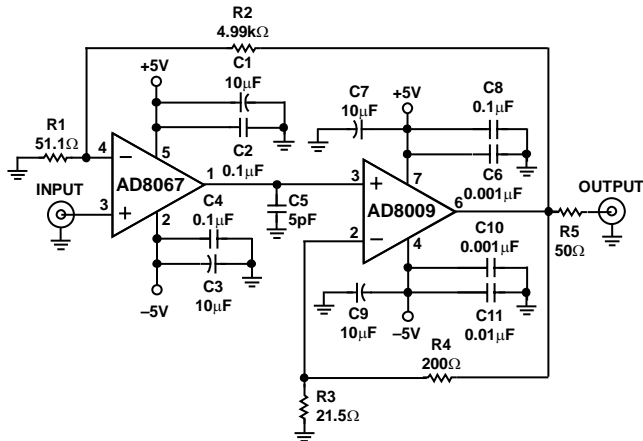 R2
4.99kΩ
+5V
C1
10μF
R1
51.1Ω
4
5
C2
0.1μF
INPUT
3
AD8067
1
2
C4
0.1μF
C3
10μF
–5V
C5
5pF
C7
10μF
+5V
C8
0.1μF
C6
0.001μF
7
3
AD8009
6
2
4
OUTPUT
R5
50Ω
C10
0.001μF
C9
10μF
–5V
C11
0.01μF
R4
200Ω
R3
21.5Ω